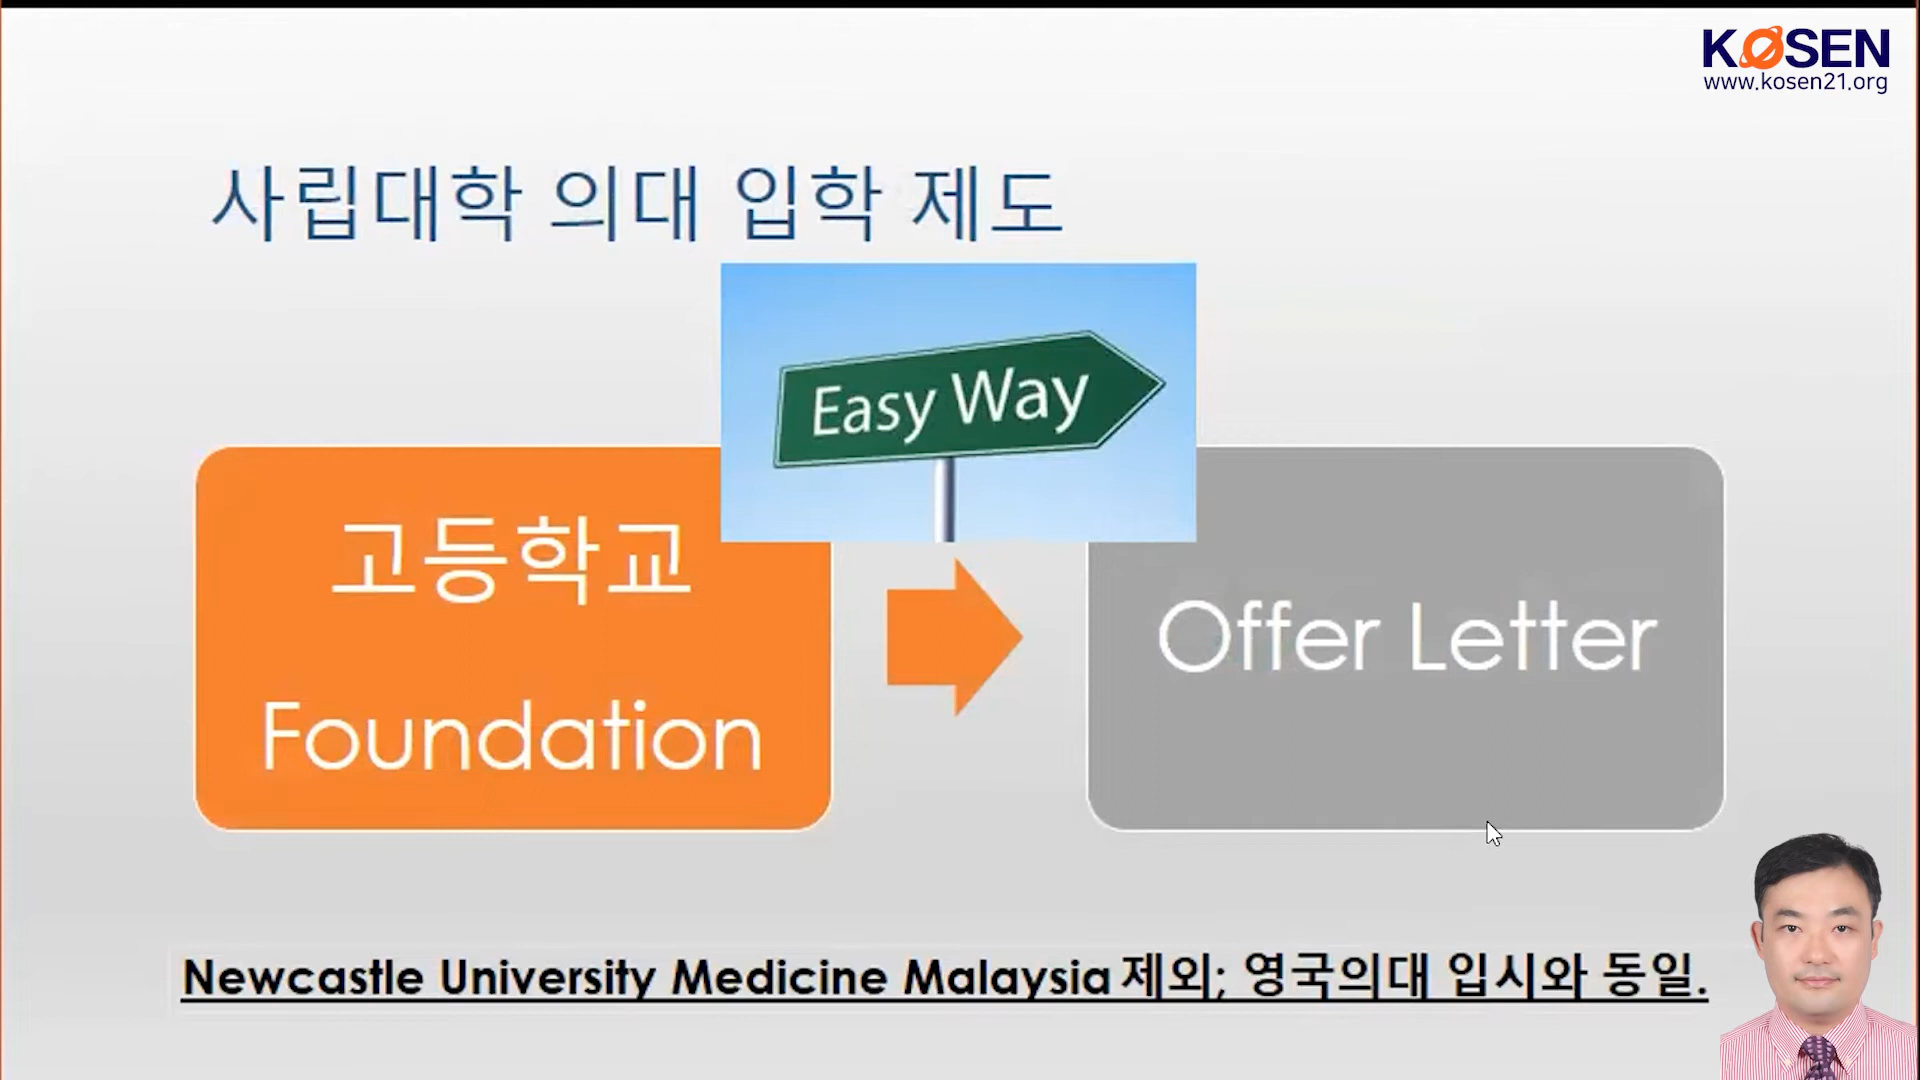 KOSEN
www.kosen21.org
사립대학 의대 입학 제도
Easy Way
고등학교
Foundation
Offer Letter
Newcastle University Medicine Malaysia 제외; 영국의대 입시와 동일.